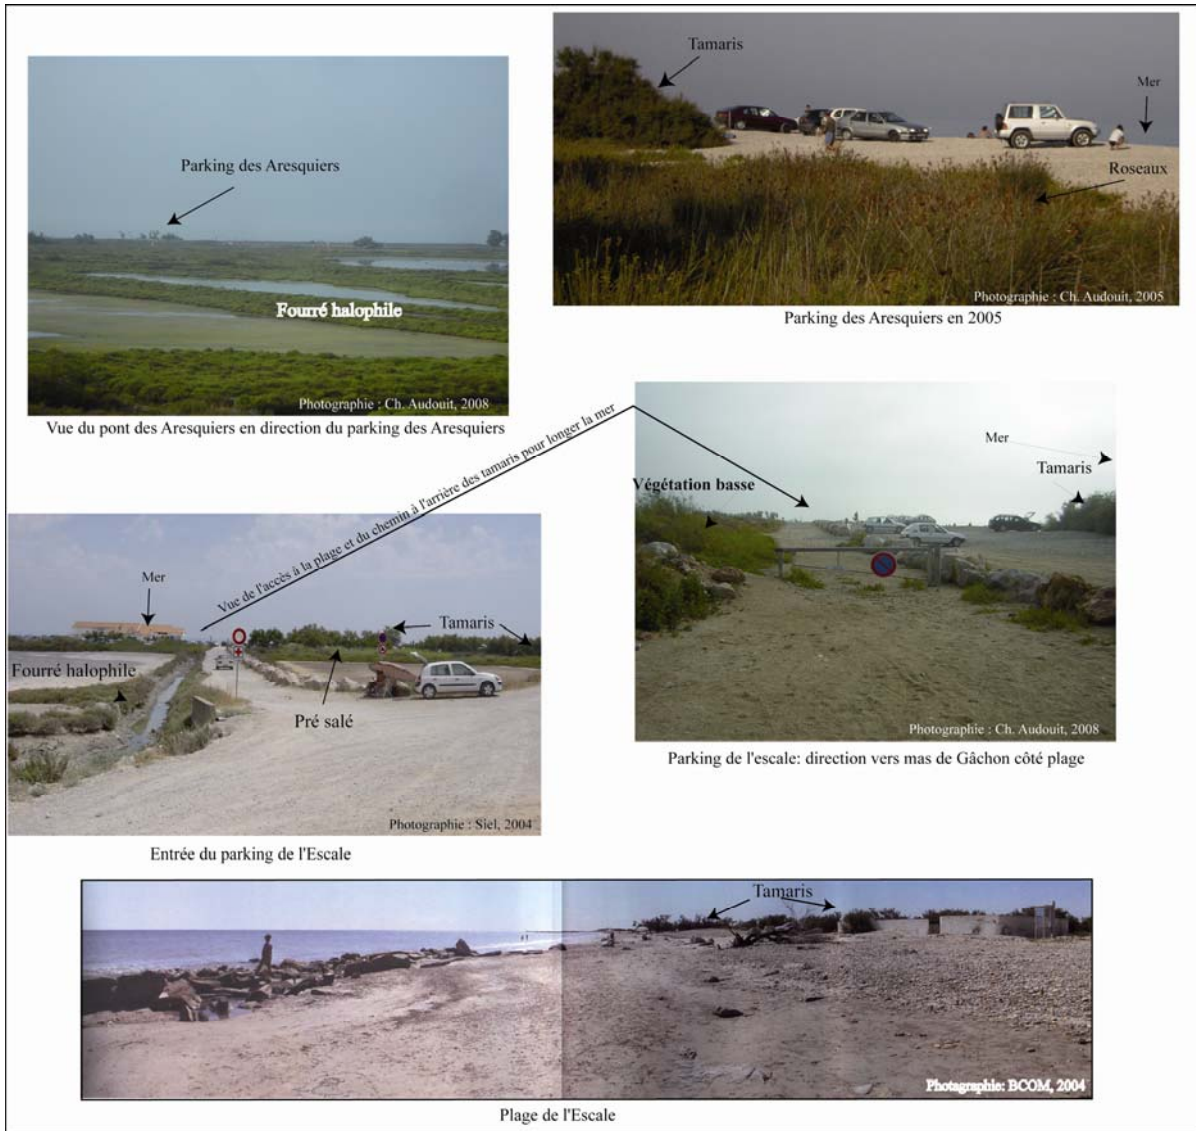 Parking des Aresquiers
Fourré halophile
Photographie : Ch. Audouit, 2008
Vue du pont des Aresquiers en direction du parking des Aresquiers
Tamaris
Mer
Roseaux
Photographie : Ch. Audouit, 2005
Parking des Aresquiers en 2005
Vue de l'accès à la plage et du chemin à l'arrière des tamaris pour longer la mer
Mer
Tamaris
Fourré halophile
Pré salé
Photographie : Siel, 2004
Entrée du parking de l'Escale
Mer
Tamaris
Végétation basse
Photographie : Ch. Audouit, 2008
Parking de l'escale: direction vers mas de Gâchon côté plage
Tamaris
Photagraphie: BCOM, 2004
Plage de l'Escale